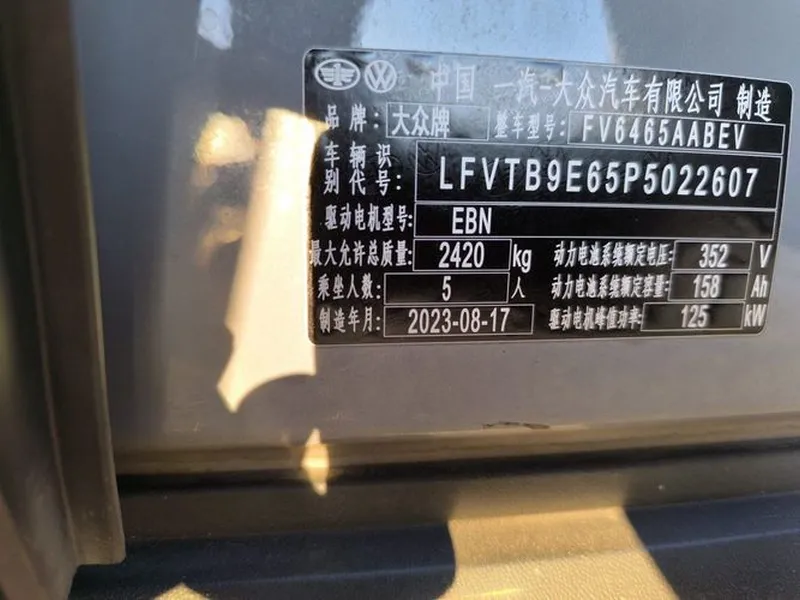 中国 一汽-大众汽车有限公司 制造
品牌: 大众牌 整车型号: FV6465AABEV
车辆识别代号: LFVTB9E65P5022607
驱动电机型号: EBN
最大允许总质量: 2420 kg 动力电池系统额定电压: 352 V
乘坐人数: 5 人 动力电池系统额定容量: 158 Ah
制造年月: 2023-08-17 驱动电机峰值功率: 125 kW